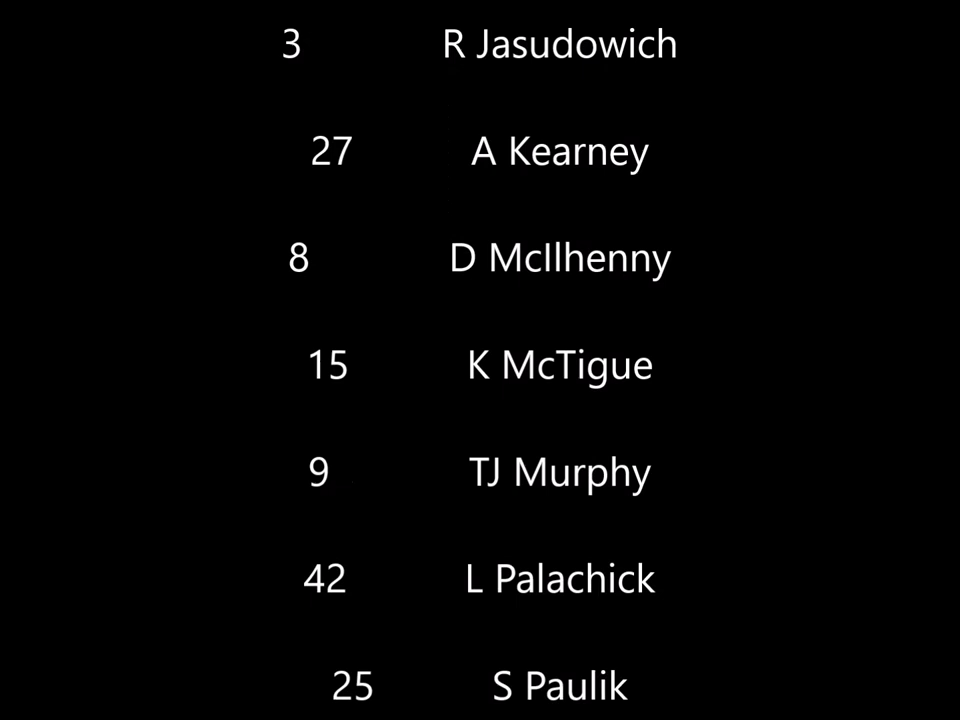 3 R Jasudowich
27 A Kearney
8 D McIlhenny
15 K McTigue
9 TJ Murphy
42 L Palachick
25 S Paulik